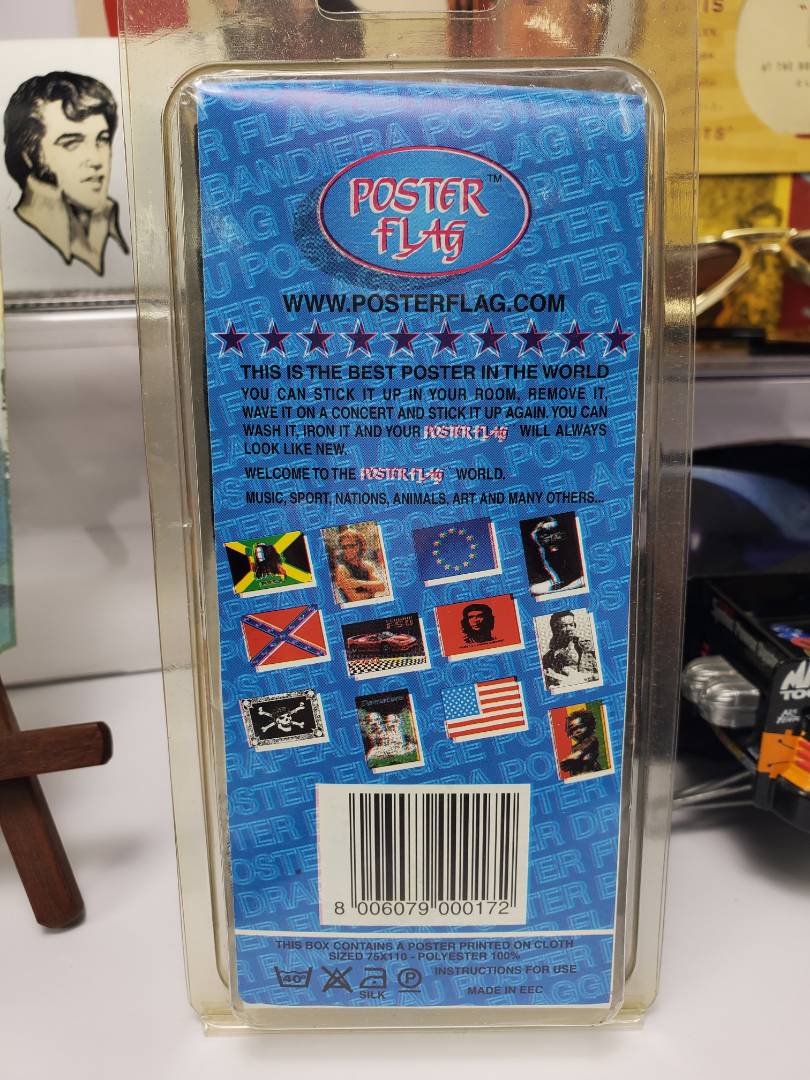 POSTER
FLAG
TM
WWW.POSTERFLAG.COM
THIS IS THE BEST POSTER IN THE WORLD
YOU CAN STICK IT UP IN YOUR ROOM, REMOVE IT,
WAVE IT ON A CONCERT AND STICK IT UP AGAIN. YOU CAN
WASH IT, IRON IT AND YOUR POSTER FLAG WILL ALWAYS
LOOK LIKE NEW.
WELCOME TO THE POSTER FLAG WORLD.
MUSIC, SPORT, NATIONS, ANIMALS, ART AND MANY OTHERS...
8 006079 000172
THIS BOX CONTAINS A POSTER PRINTED ON CLOTH
SIZED 75X110 - POLYESTER 100%
40° P INSTRUCTIONS FOR USE
SILK MADE IN EEC